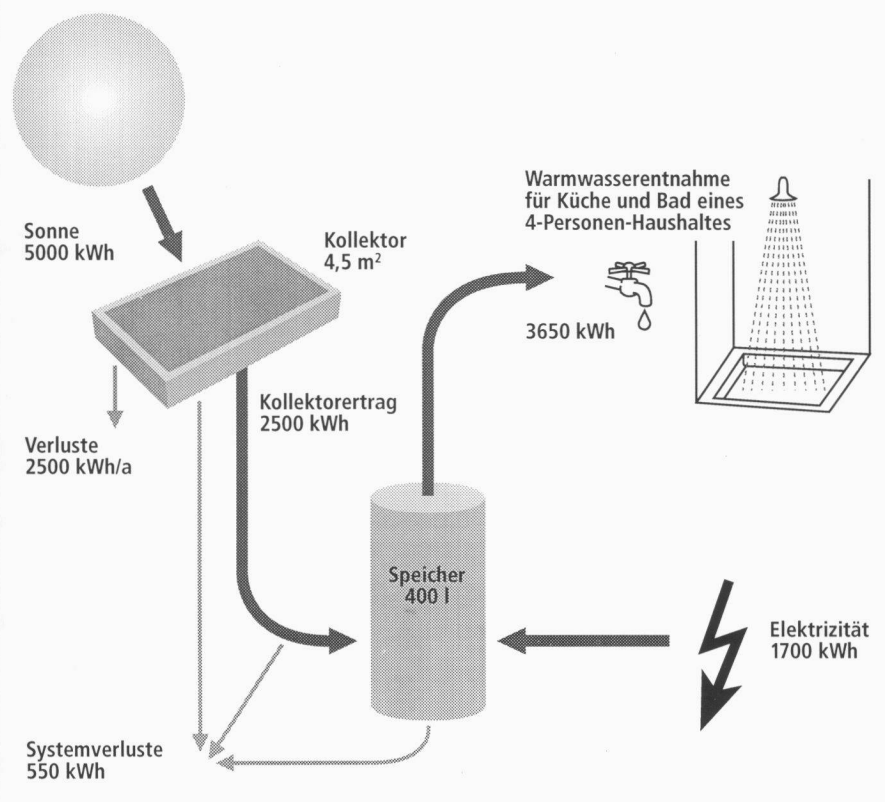 Warmwasserentnahme
für Küche und Bad eines
4-Personen-Haushaltes
Sonne
5000 kWh
Kollektor
4,5 m²
3650 kWh
Kollektorertrag
2500 kWh
Verluste
2500 kWh/a
Speicher
400 l
Elektrizität
1700 kWh
Systemverluste
550 kWh